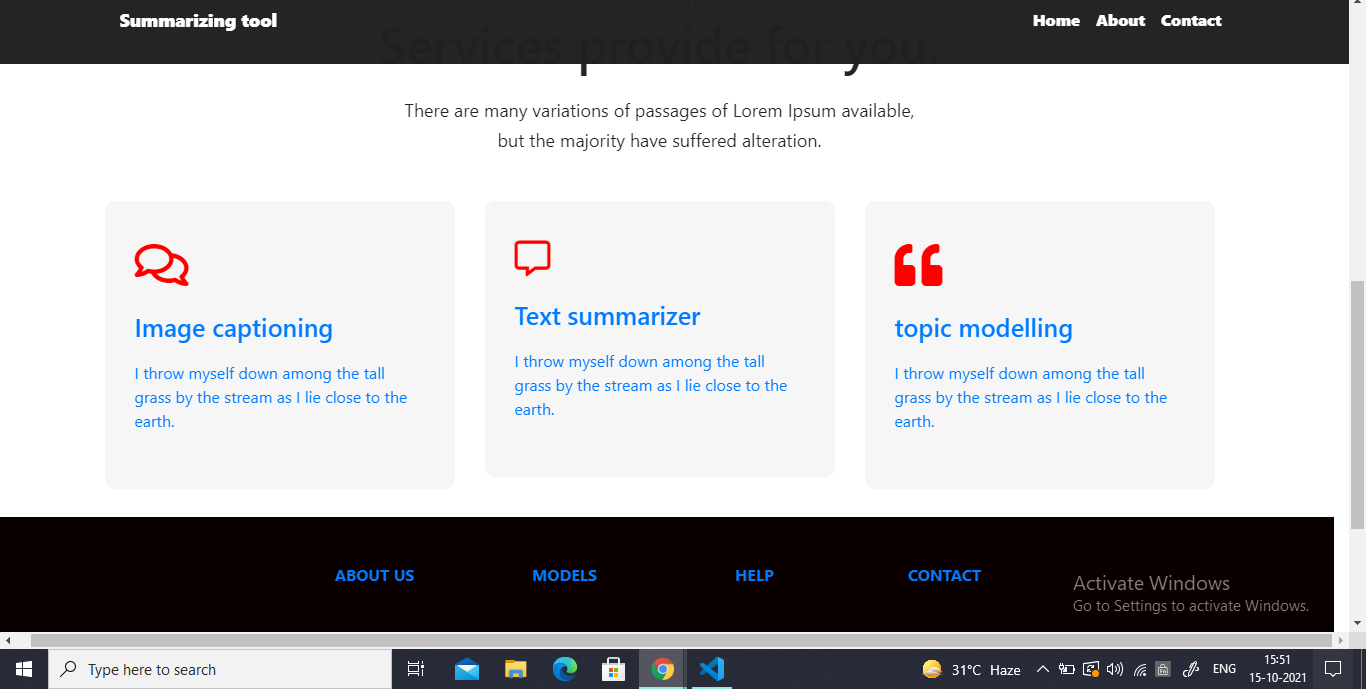 Summarizing tool
Home About Contact
Services provide for you.
There are many variations of passages of Lorem Ipsum available,
but the majority have suffered alteration.
Image captioning
I throw myself down among the tall
grass by the stream as I lie close to the
earth.
Text summarizer
I throw myself down among the tall
grass by the stream as I lie close to the
earth.
topic modelling
I throw myself down among the tall
grass by the stream as I lie close to the
earth.
ABOUT US
MODELS
HELP
CONTACT
Activate Windows
Go to Settings to activate Windows.
Type here to search
31°C Haze
ENG
15:51
15-10-2021